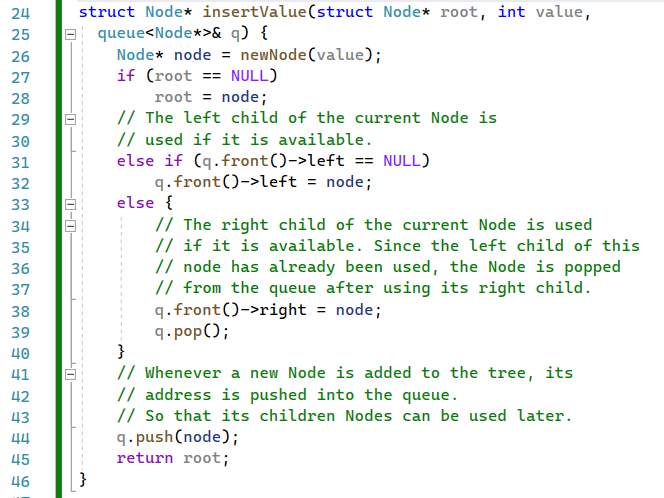 24 struct Node* insertValue(struct Node* root, int value,
25 queue<Node*>& q) {
26 Node* node = newNode(value);
27 if (root == NULL)
28 root = node;
29 // The left child of the current Node is
30 // used if it is available.
31 else if (q.front()->left == NULL)
32 q.front()->left = node;
33 else {
34 // The right child of the current Node is used
35 // if it is available. Since the left child of this
36 // node has already been used, the Node is popped
37 // from the queue after using its right child.
38 q.front()->right = node;
39 q.pop();
40 }
41 // Whenever a new Node is added to the tree, its
42 // address is pushed into the queue.
43 // So that its children Nodes can be used later.
44 q.push(node);
45 return root;
46 }